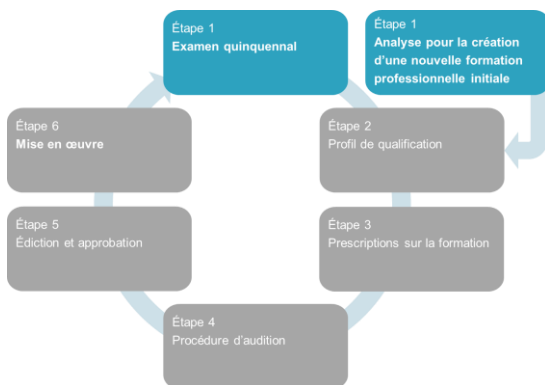 Étape 1
Examen quinquennal
Étape 1
Analyse pour la création
d'une nouvelle formation
professionnelle initiale
Étape 2
Profil de qualification
Étape 3
Prescriptions sur la formation
Étape 4
Procédure d'audition
Étape 5
Édiction et approbation
Étape 6
Mise en œuvre